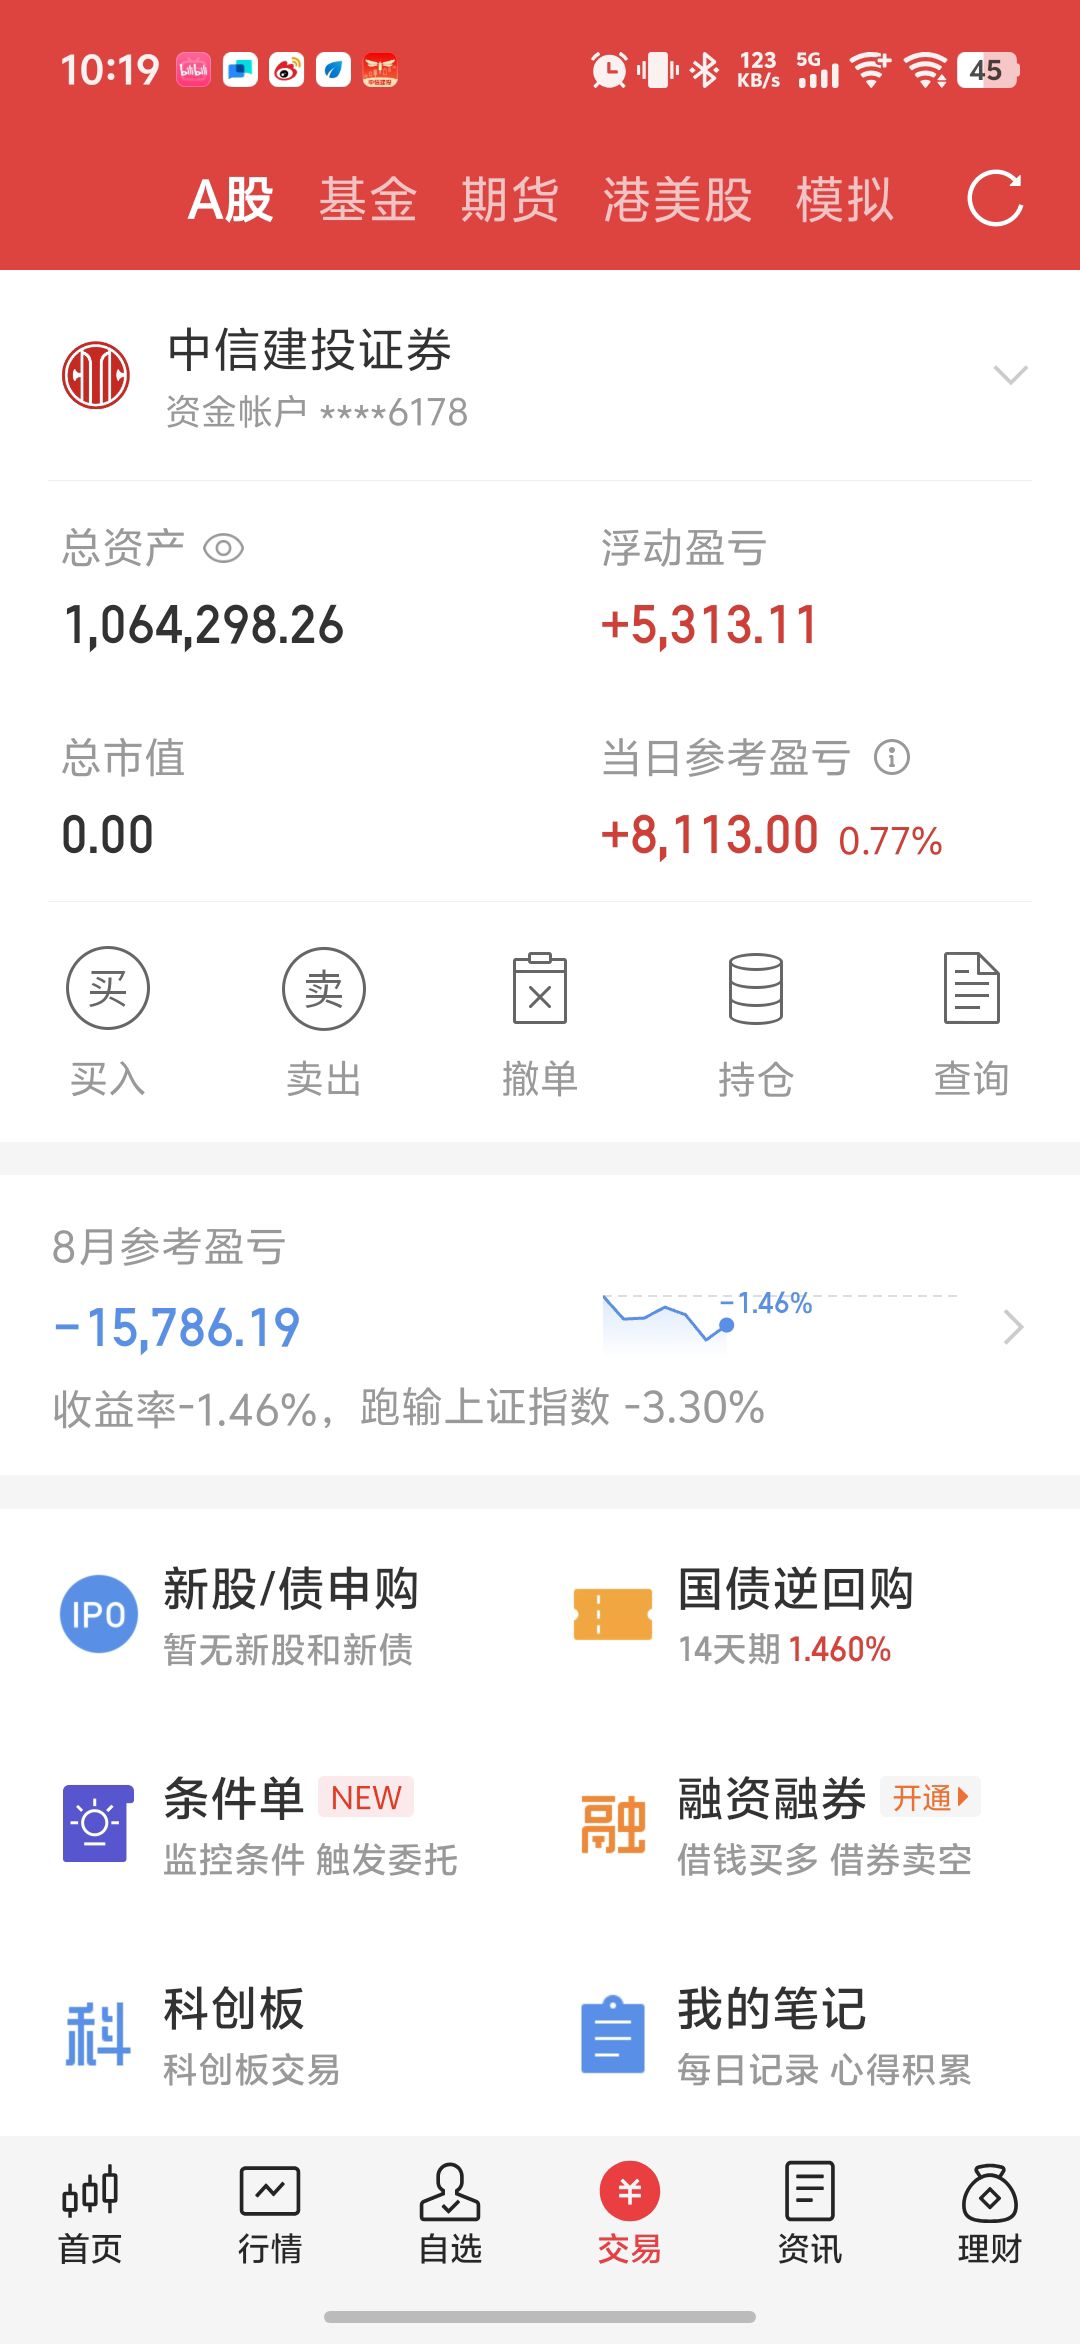 10:19
bilibili
中信建投
123 KB/s
5G
45
A股 基金 期货 港美股 模拟
中信建投证券
资金帐户 ****6178
总资产 浮动盈亏
1,064,298.26 +5,313.11
总市值 当日参考盈亏
0.00 +8,113.00 0.77%
买 卖
买入 卖出 撤单 持仓 查询
8月参考盈亏
-15,786.19 -1.46%
收益率-1.46%，跑输上证指数 -3.30%
IPO 新股/债申购 国债逆回购
暂无新股和新债 14天期 1.460%
条件单 NEW 融 融资融券 开通
监控条件 触发委托 借钱买多 借券卖空
科 科创板 我的笔记
科创板交易 每日记录 心得积累
¥
首页 行情 自选 交易 资讯 理财